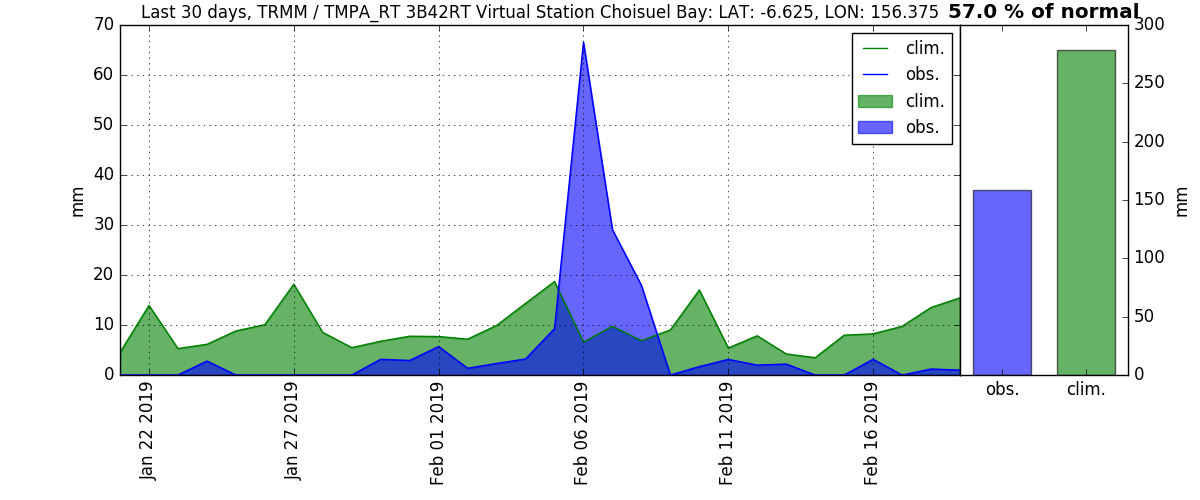 Last 30 days, TRMM / TMPA_RT 3B42RT Virtual Station Choisuel Bay: LAT: -6.625, LON: 156.375
57.0 % of normal
70
60
50
40
30
20
10
0
mm
clim.
obs.
clim.
obs.
Jan 22 2019
Jan 27 2019
Feb 01 2019
Feb 06 2019
Feb 11 2019
Feb 16 2019
300
250
200
150
100
50
0
mm
obs.
clim.